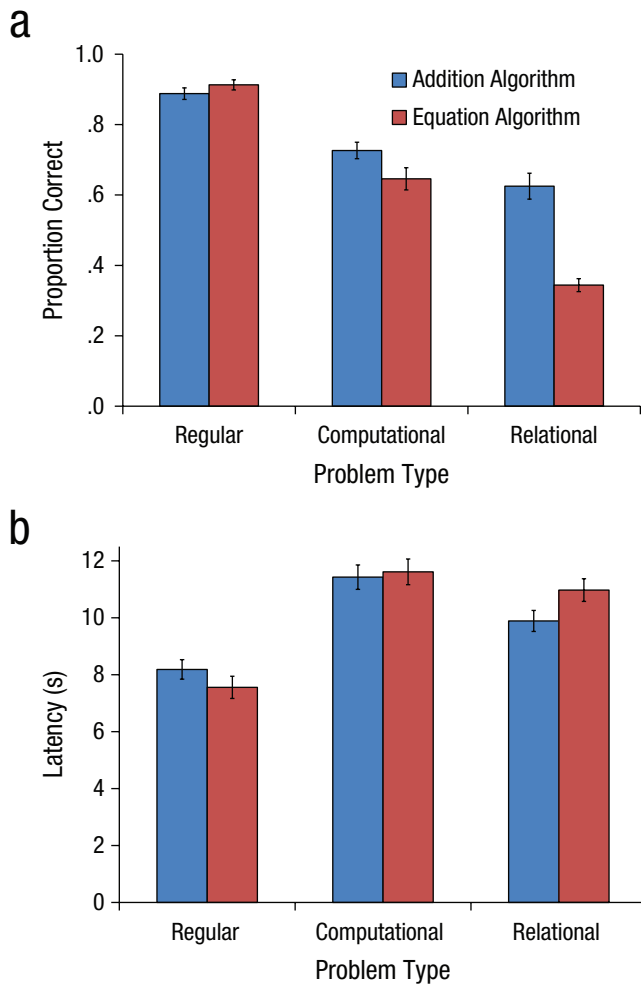 a
1.0
.8
.6
.4
.2
.0
Proportion Correct
Addition Algorithm
Equation Algorithm
Regular Computational Relational
Problem Type
b
12
10
8
6
4
2
0
Latency (s)
Regular Computational Relational
Problem Type